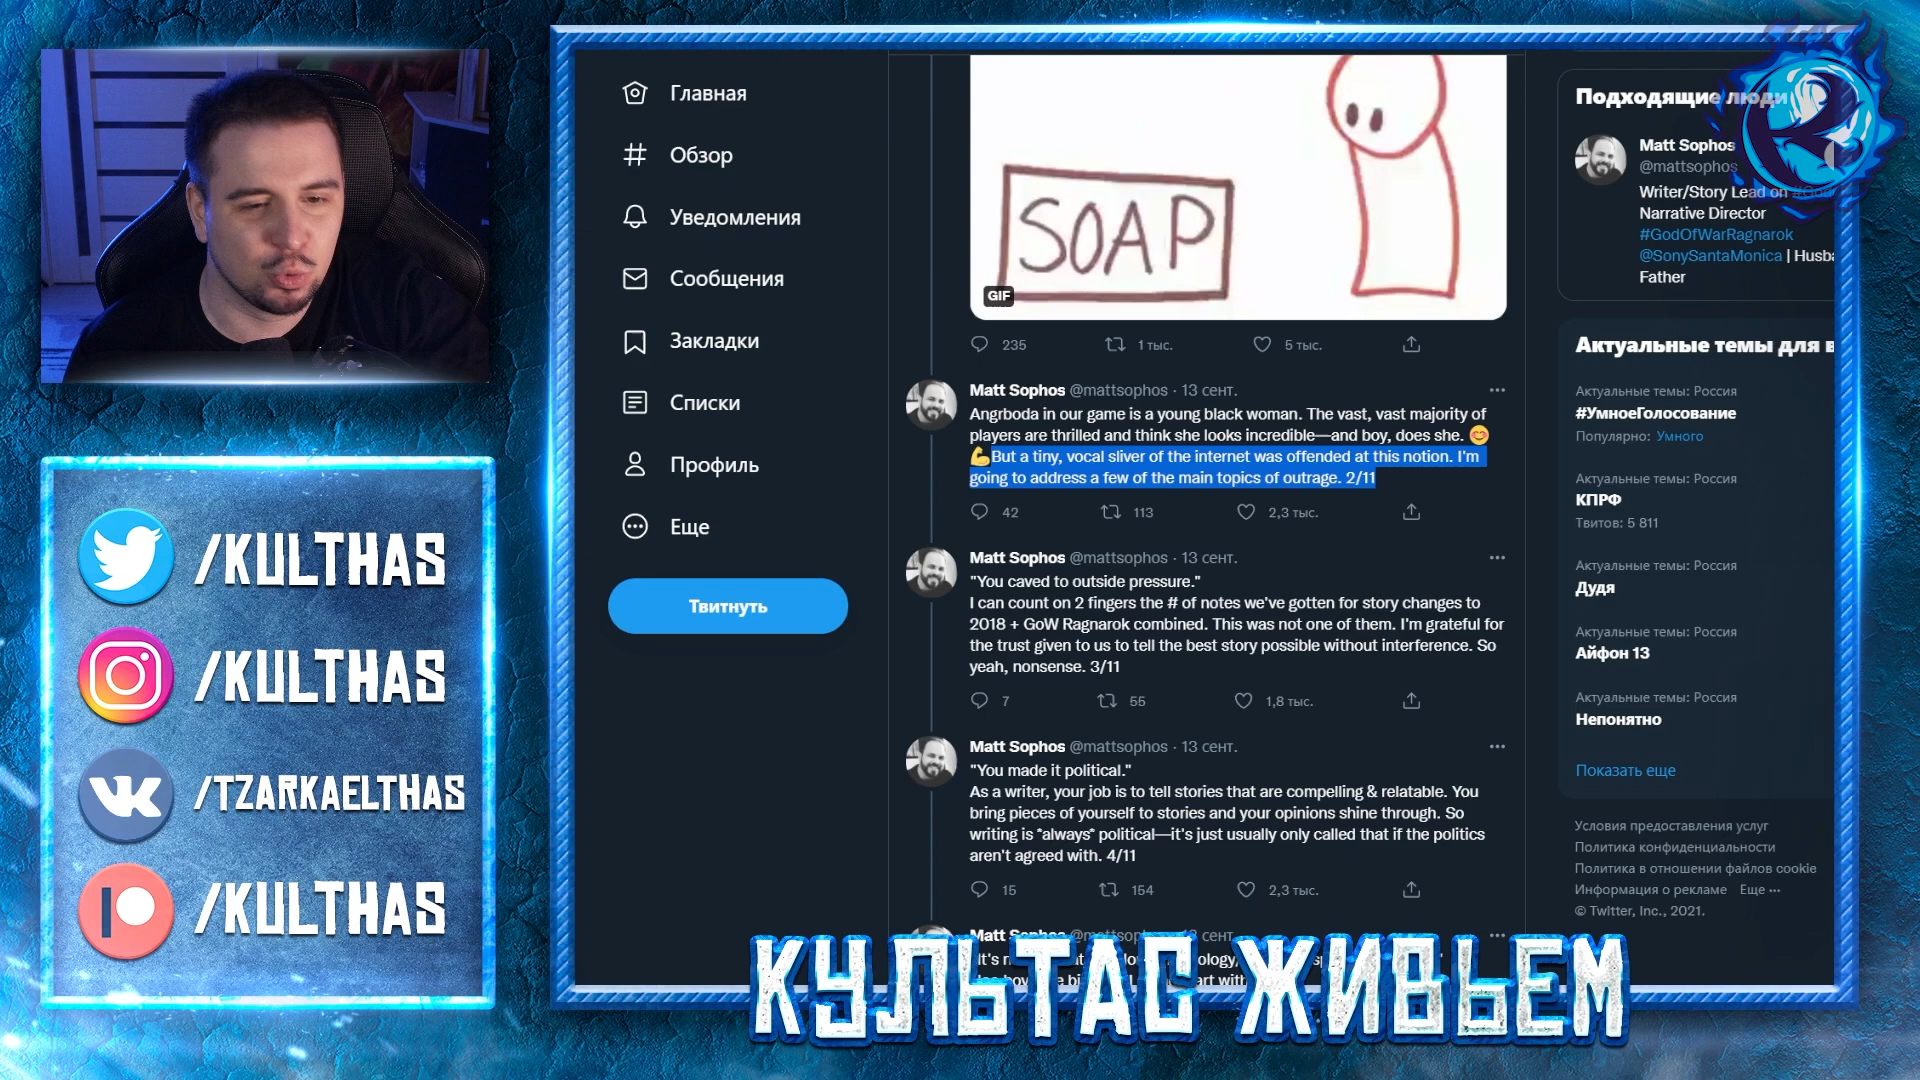 /KULTHAS
/KULTHAS
/TZARKAELTHAS
/KULTHAS
Главная
Обзор
Уведомления
Сообщения
Закладки
Списки
Профиль
Еще
Твитнуть
SOAP
GIF
235
1 тыс.
5 тыс.
Matt Sophos @mattsophos · 13 сент.
Angrboda in our game is a young black woman. The vast, vast majority of
players are thrilled and think she looks incredible—and boy, does she. 😊
💪But a tiny, vocal sliver of the internet was offended at this notion. I'm
going to address a few of the main topics of outrage. 2/11
42
113
2,3 тыс.
Matt Sophos @mattsophos · 13 сент.
"You caved to outside pressure."
I can count on 2 fingers the # of notes we've gotten for story changes to
2018 + GoW Ragnarok combined. This was not one of them. I'm grateful for
the trust given to us to tell the best story possible without interference. So
yeah, nonsense. 3/11
7
55
1,8 тыс.
Matt Sophos @mattsophos · 13 сент.
"You made it political."
As a writer, your job is to tell stories that are compelling & relatable. You
bring pieces of yourself to stories and your opinions shine through. So
writing is *always* political—it's just usually only called that if the politics
aren't agreed with. 4/11
15
154
2,3 тыс.
Matt
Подходящие люди
Matt Sophos
@mattsophos
Writer/Story Lead on
Narrative Director
#GodOfWarRagnarok
@SonySantaMonica |
Father
Актуальные темы для
Актуальные темы: Россия
#УмноеГолосование
Популярно: Умного
Актуальные темы: Россия
КПРФ
Твитов: 5 811
Актуальные темы: Россия
Дудя
Актуальные темы: Россия
Айфон 13
Актуальные темы: Россия
Непонятно
Показать еще
Условия предоставления услуг
Политика конфиденциальности
Политика в отношении файлов cookie
Информация о рекламе Еще ···
© Twitter, Inc., 2021.
КУЛЬТАС ЖИВЬЕМ